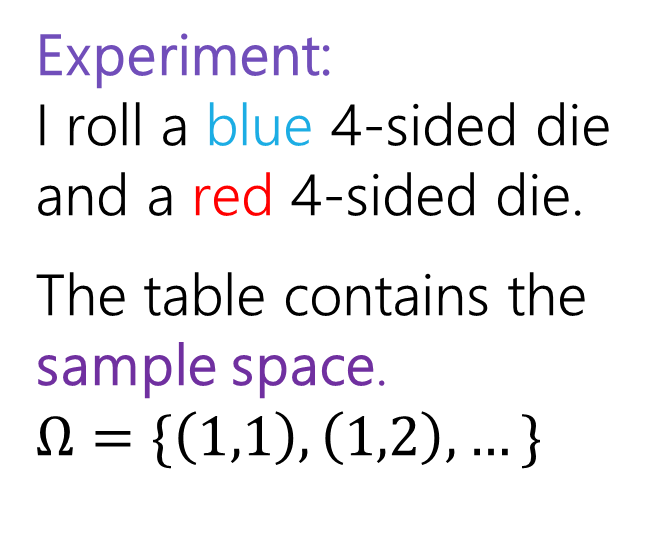 Experiment:
I roll a blue 4-sided die
and a red 4-sided die.
The table contains the
sample space.
Ω = {(1,1), (1,2), … }